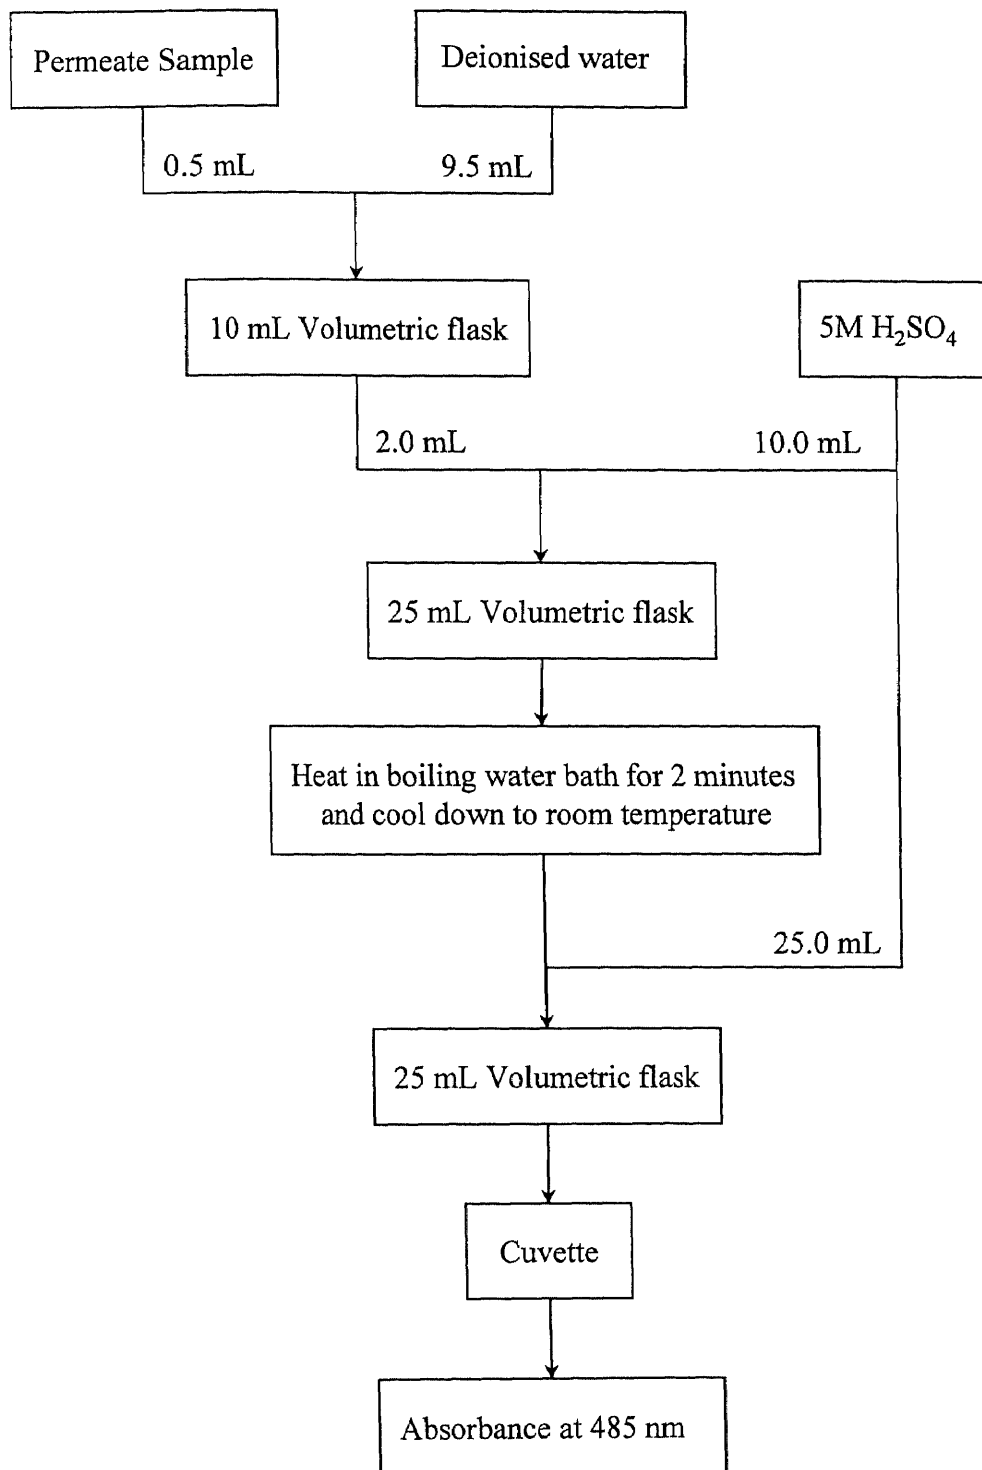 Permeate Sample
Deionised water
0.5 mL
9.5 mL
10 mL Volumetric flask
5M H₂SO₄
2.0 mL
10.0 mL
25 mL Volumetric flask
Heat in boiling water bath for 2 minutes
and cool down to room temperature
25.0 mL
25 mL Volumetric flask
Cuvette
Absorbance at 485 nm